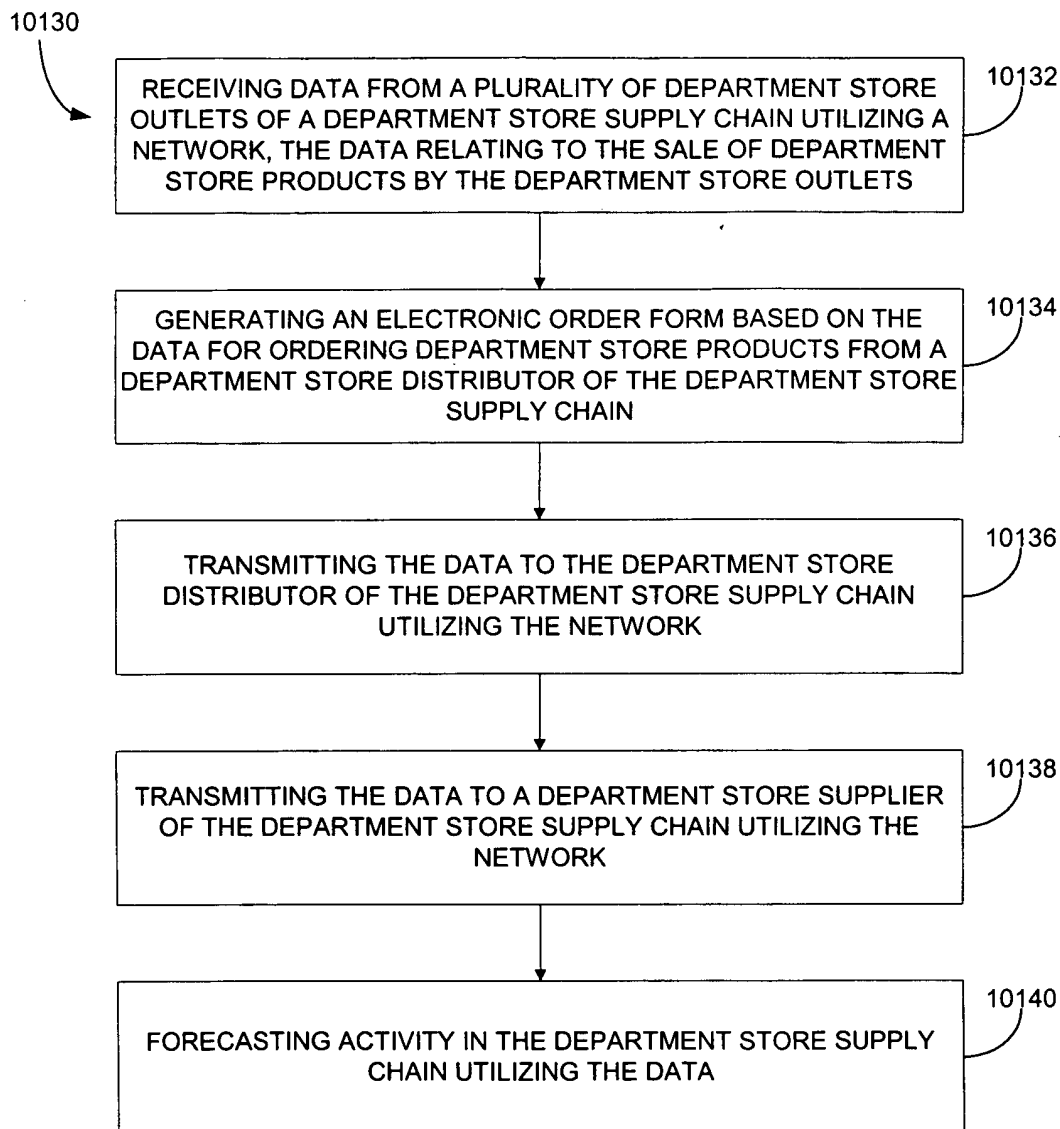 10130
10132
RECEIVING DATA FROM A PLURALITY OF DEPARTMENT STORE
OUTLETS OF A DEPARTMENT STORE SUPPLY CHAIN UTILIZING A
NETWORK, THE DATA RELATING TO THE SALE OF DEPARTMENT
STORE PRODUCTS BY THE DEPARTMENT STORE OUTLETS
10134
GENERATING AN ELECTRONIC ORDER FORM BASED ON THE
DATA FOR ORDERING DEPARTMENT STORE PRODUCTS FROM A
DEPARTMENT STORE DISTRIBUTOR OF THE DEPARTMENT STORE
SUPPLY CHAIN
10136
TRANSMITTING THE DATA TO THE DEPARTMENT STORE
DISTRIBUTOR OF THE DEPARTMENT STORE SUPPLY CHAIN
UTILIZING THE NETWORK
10138
TRANSMITTING THE DATA TO A DEPARTMENT STORE SUPPLIER
OF THE DEPARTMENT STORE SUPPLY CHAIN UTILIZING THE
NETWORK
10140
FORECASTING ACTIVITY IN THE DEPARTMENT STORE SUPPLY
CHAIN UTILIZING THE DATA